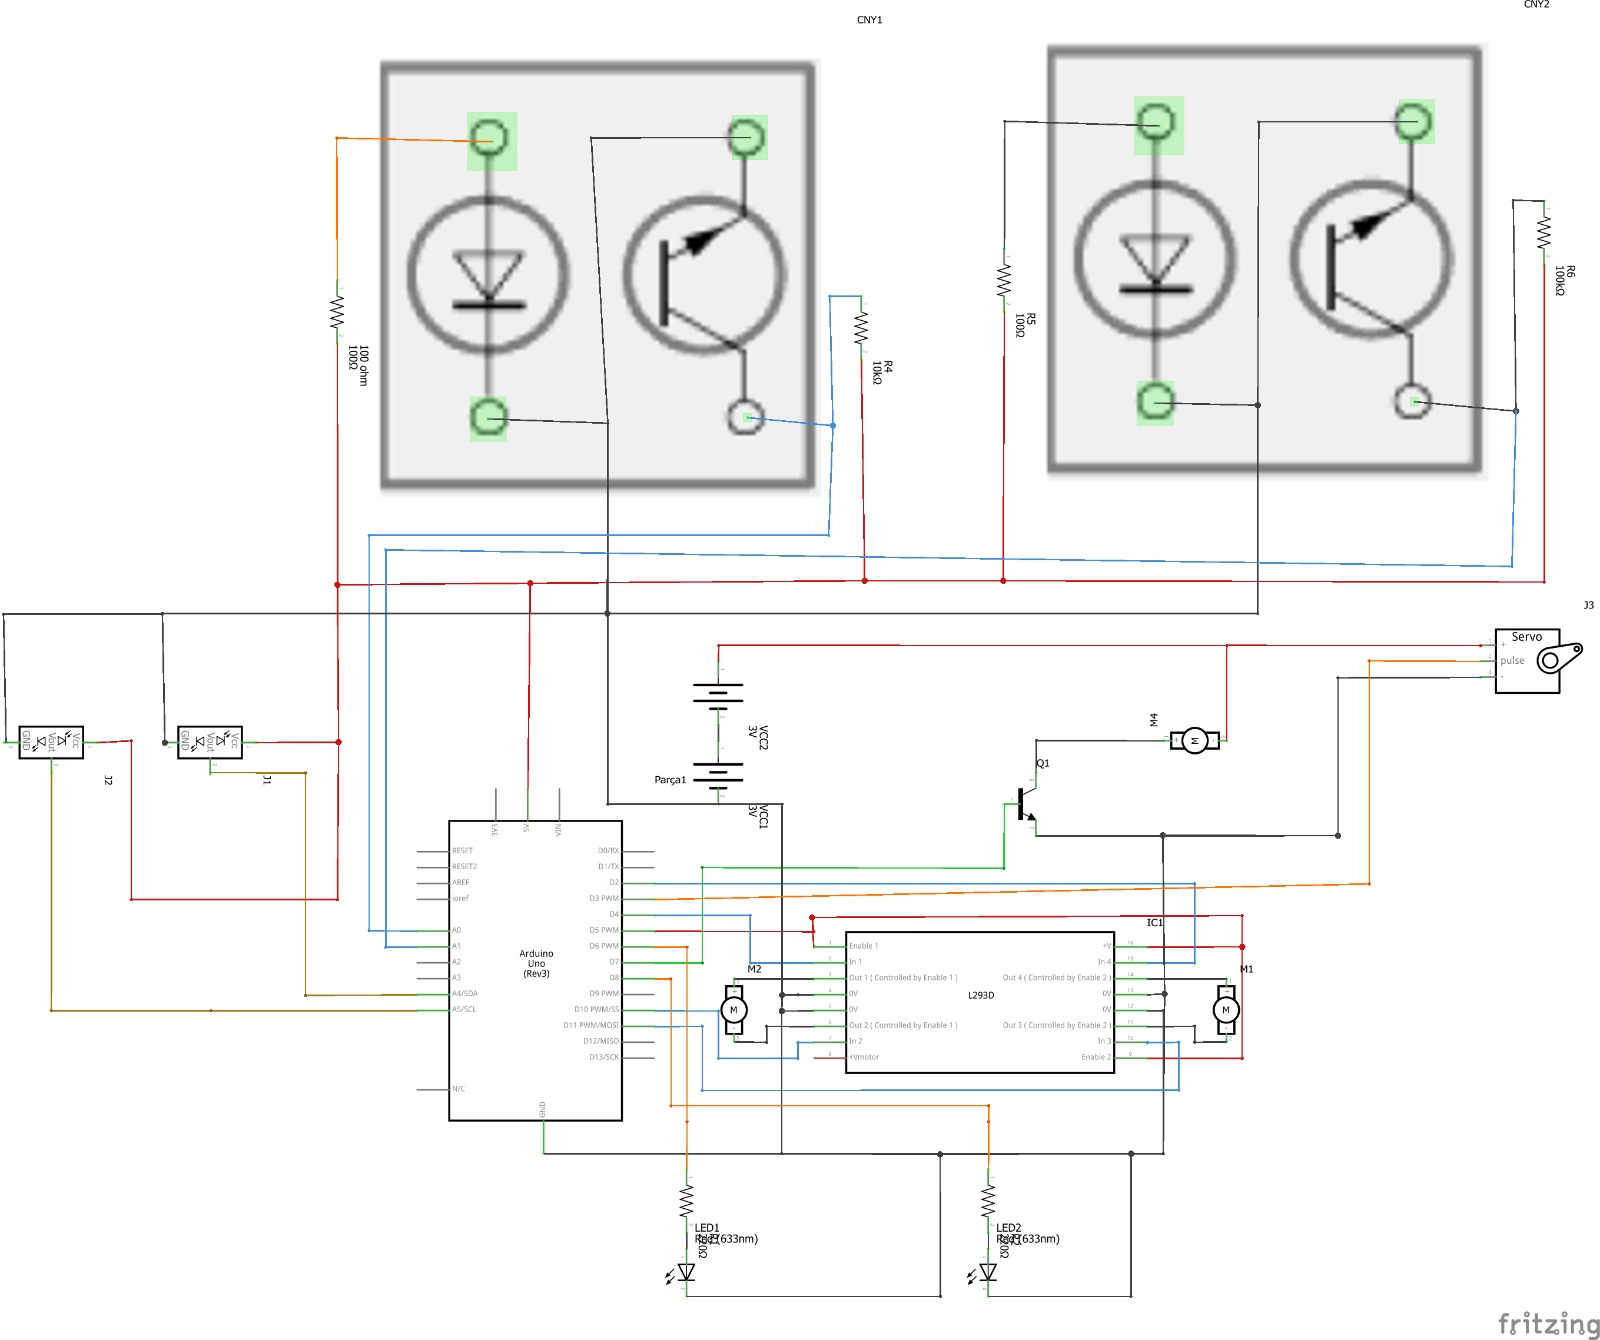 CNY1
CNY2
100 ohm
100Ω
R4
10kΩ
R5
100Ω
R6
100kΩ
J3
Servo
+
pulse
-
GND
Vout
Vcc
J2
GND
Vout
Vcc
J1
VCC2
3V
Parça1
VCC1
3V
M4
M
Q1
3V3
5V
VIN
RESET
RESET2
AREF
ioref
A0
A1
A2
A3
A4/SDA
A5/SCL
N/C
Arduino
Uno
(Rev3)
D0/RX
D1/TX
D2
D3 PWM
D4
D5 PWM
D6 PWM
D7
D8
D9 PWM
D10 PWM/SS
D11 PWM/MOSI
D12/MISO
D13/SCK
GND
M2
M
IC1
Enable 1
In 1
Out 1 ( Controlled by Enable 1 )
0V
0V
Out 2 ( Controlled by Enable 1 )
In 2
+Vmotor
L293D
+V
In 4
Out 4 ( Controlled by Enable 2 )
0V
0V
Out 3 ( Controlled by Enable 2 )
In 3
Enable 2
M1
M
LED1
(633nm)
LED2
(633nm)
fritzing